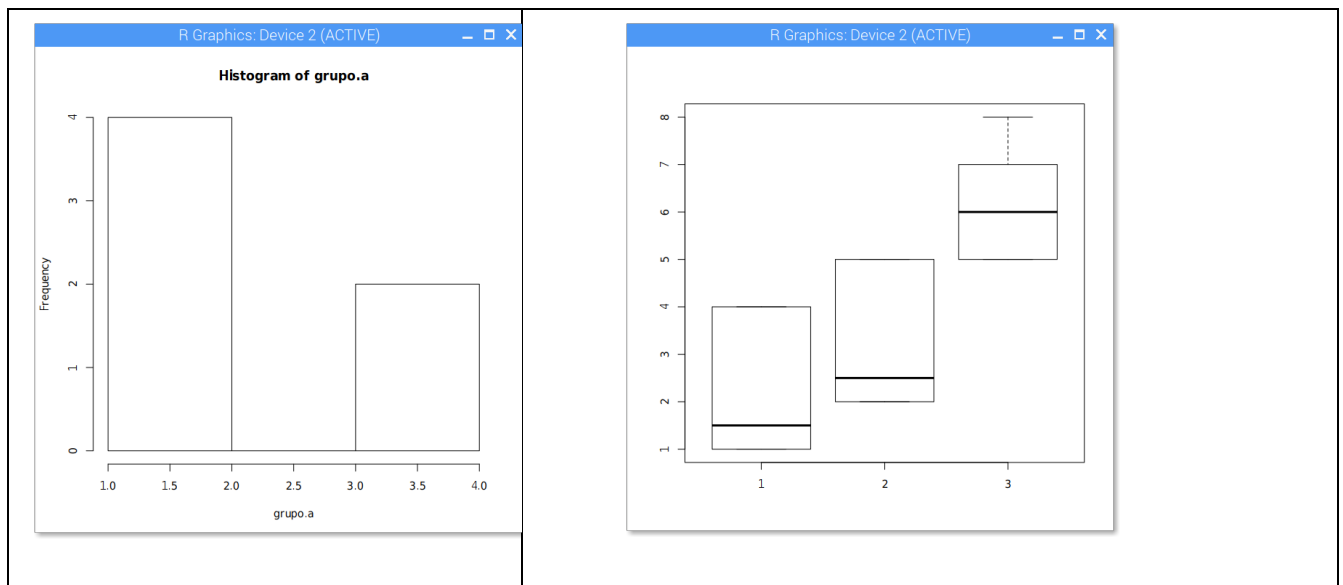 R Graphics: Device 2 (ACTIVE)
Histogram of grupo.a
Frequency
0
1
2
3
4
1.0 1.5 2.0 2.5 3.0 3.5 4.0
grupo.a
R Graphics: Device 2 (ACTIVE)
8
7
6
5
4
3
2
1
1 2 3